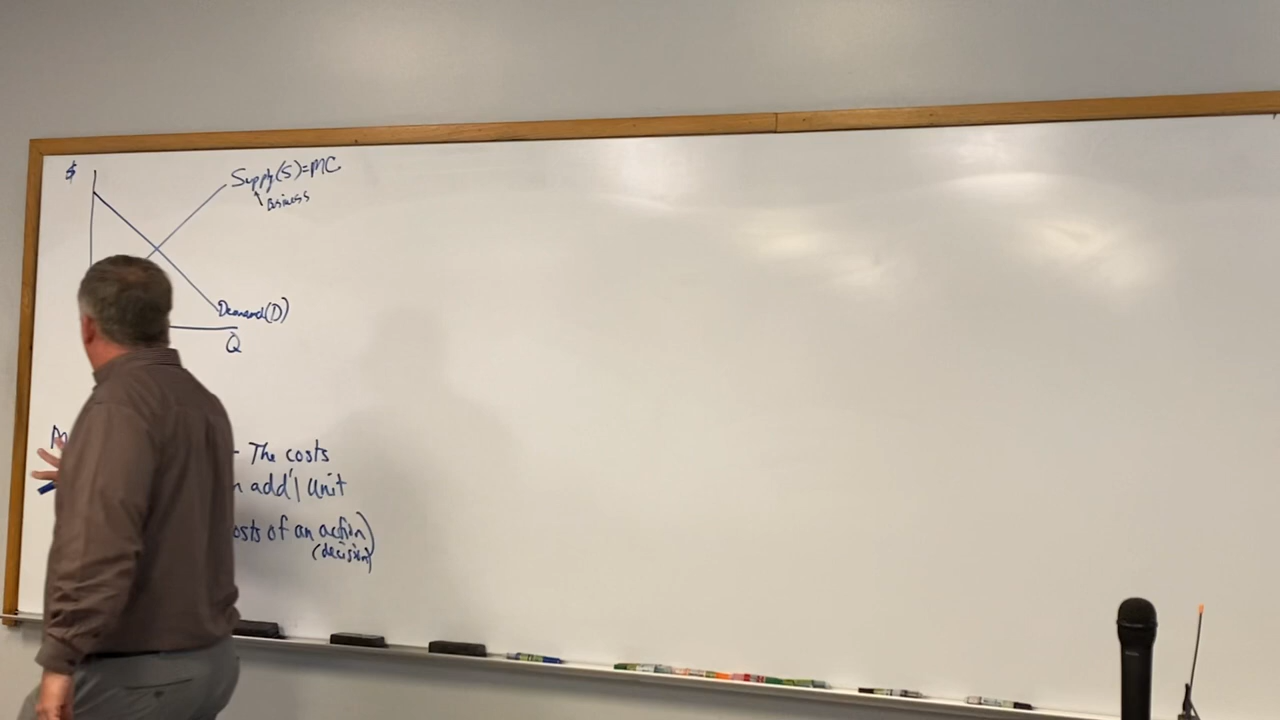 $
Supply(S)=MC
Business
Demand(D)
Q
- The costs
add'l Unit
osts of an action)
(decision)